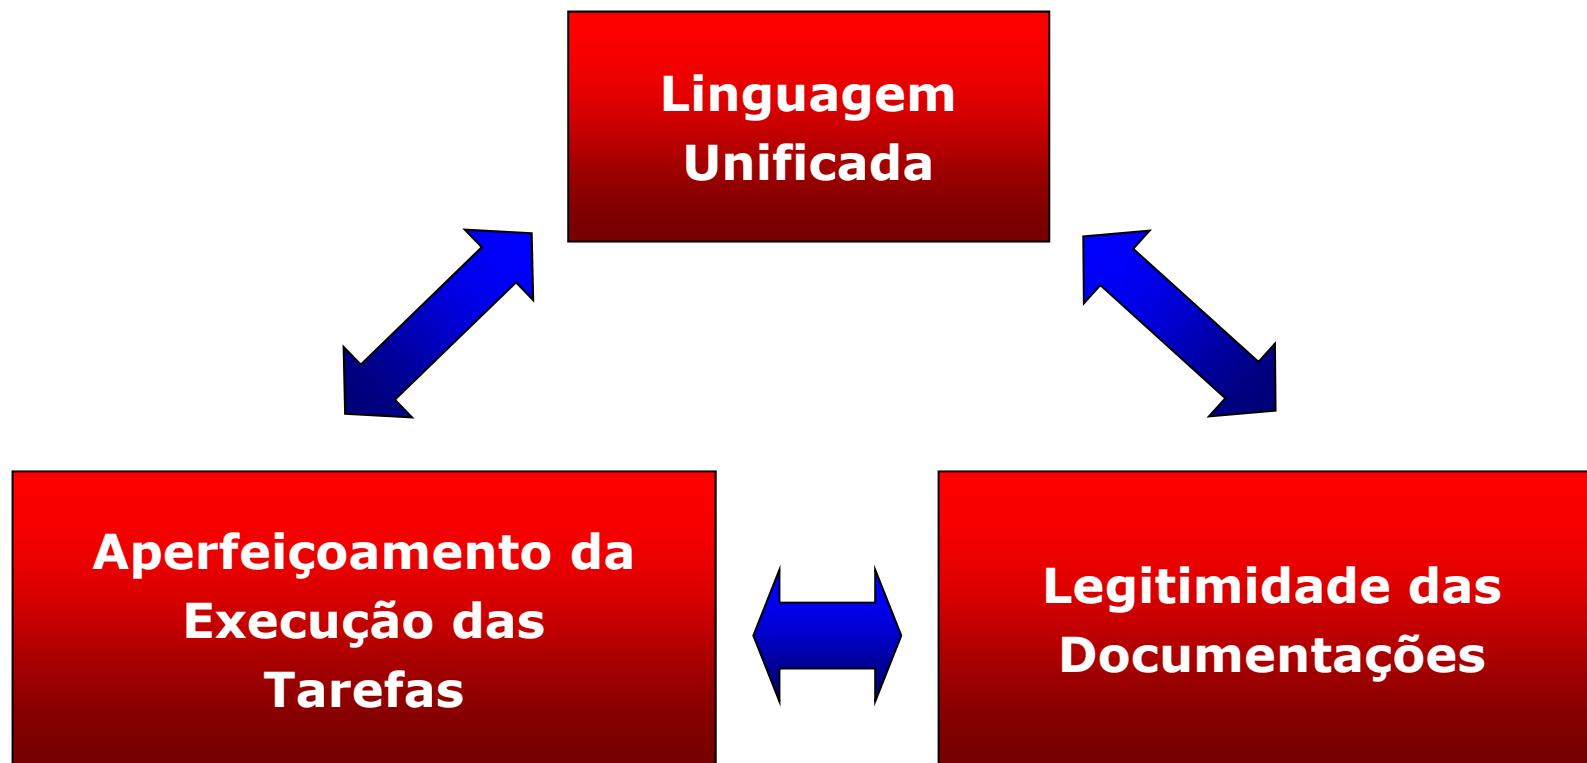 Linguagem
Unificada
Aperfeiçoamento da
Execução das
Tarefas
Legitimidade das
Documentações